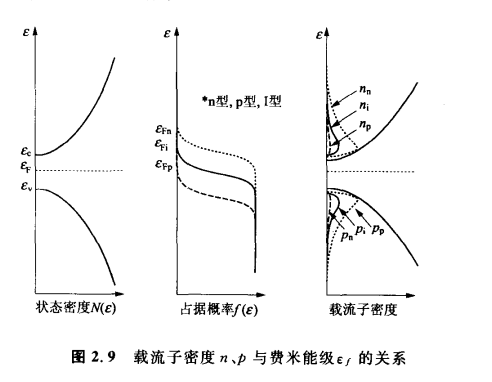 ε
ε
ε
*n型,p型,I型
n_n
n_i
n_p
ε_c
ε_F
ε_v
ε_Fn
ε_Fi
ε_Fp
p_n p_i p_p
状态密度N(ε)
占据概率f(ε)
载流子密度
图 2.9 载流子密度 n、p 与费米能级 ε_f 的关系